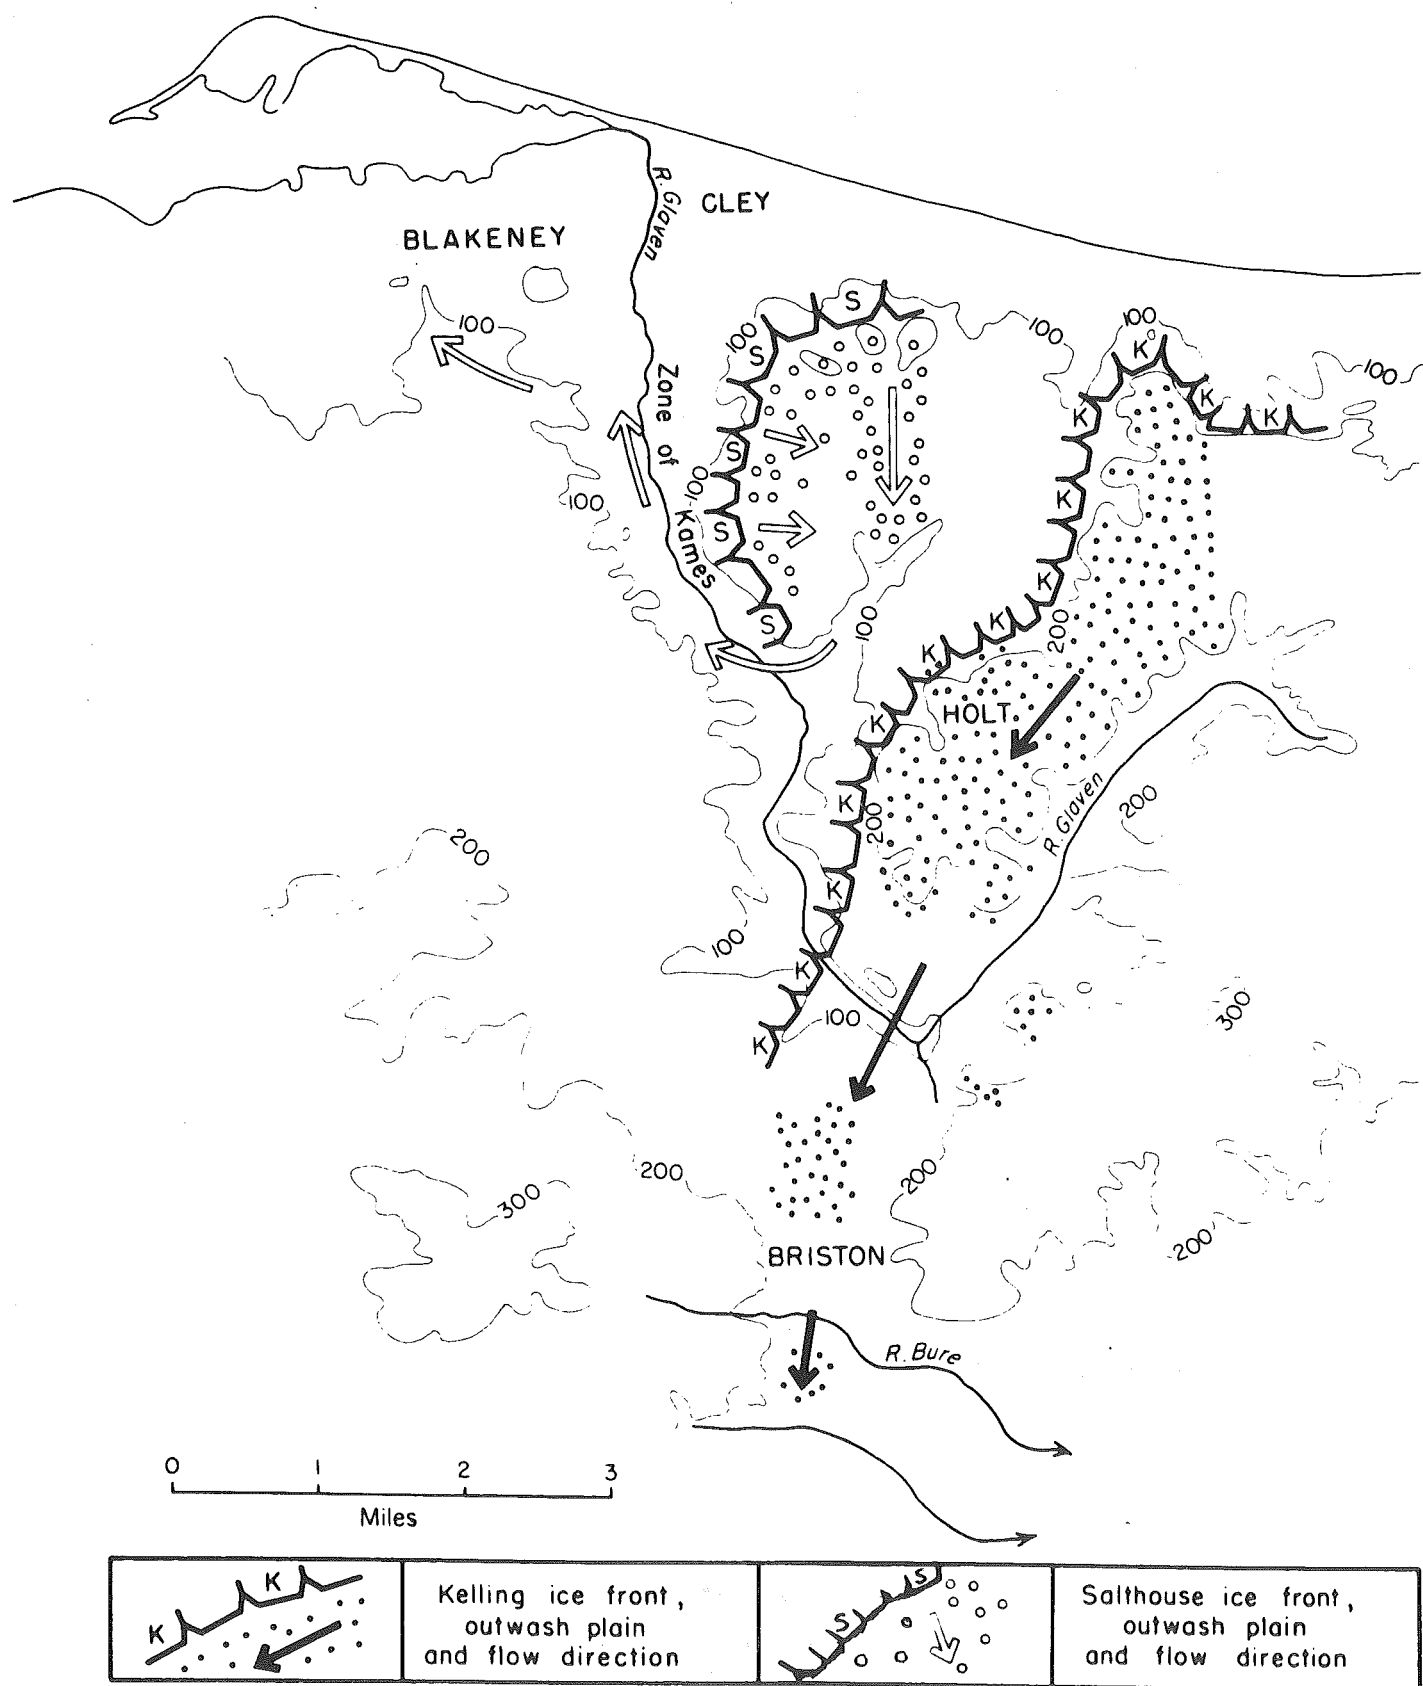 R. Glaven
CLEY
BLAKENEY
S
100
100
100
K
S
100
100
K
K
K
Zone of Kames
S
100
100
K
S
K
S
100
K
200
K
HOLT
K
K
200
R. Glaven
200
200
K
100
K
100
300
K
200
200
300
200
BRISTON
R. Bure
0 1 2 3
Miles
K
K
Kelling ice front,
outwash plain
and flow direction
S
S
Salthouse ice front,
outwash plain
and flow direction